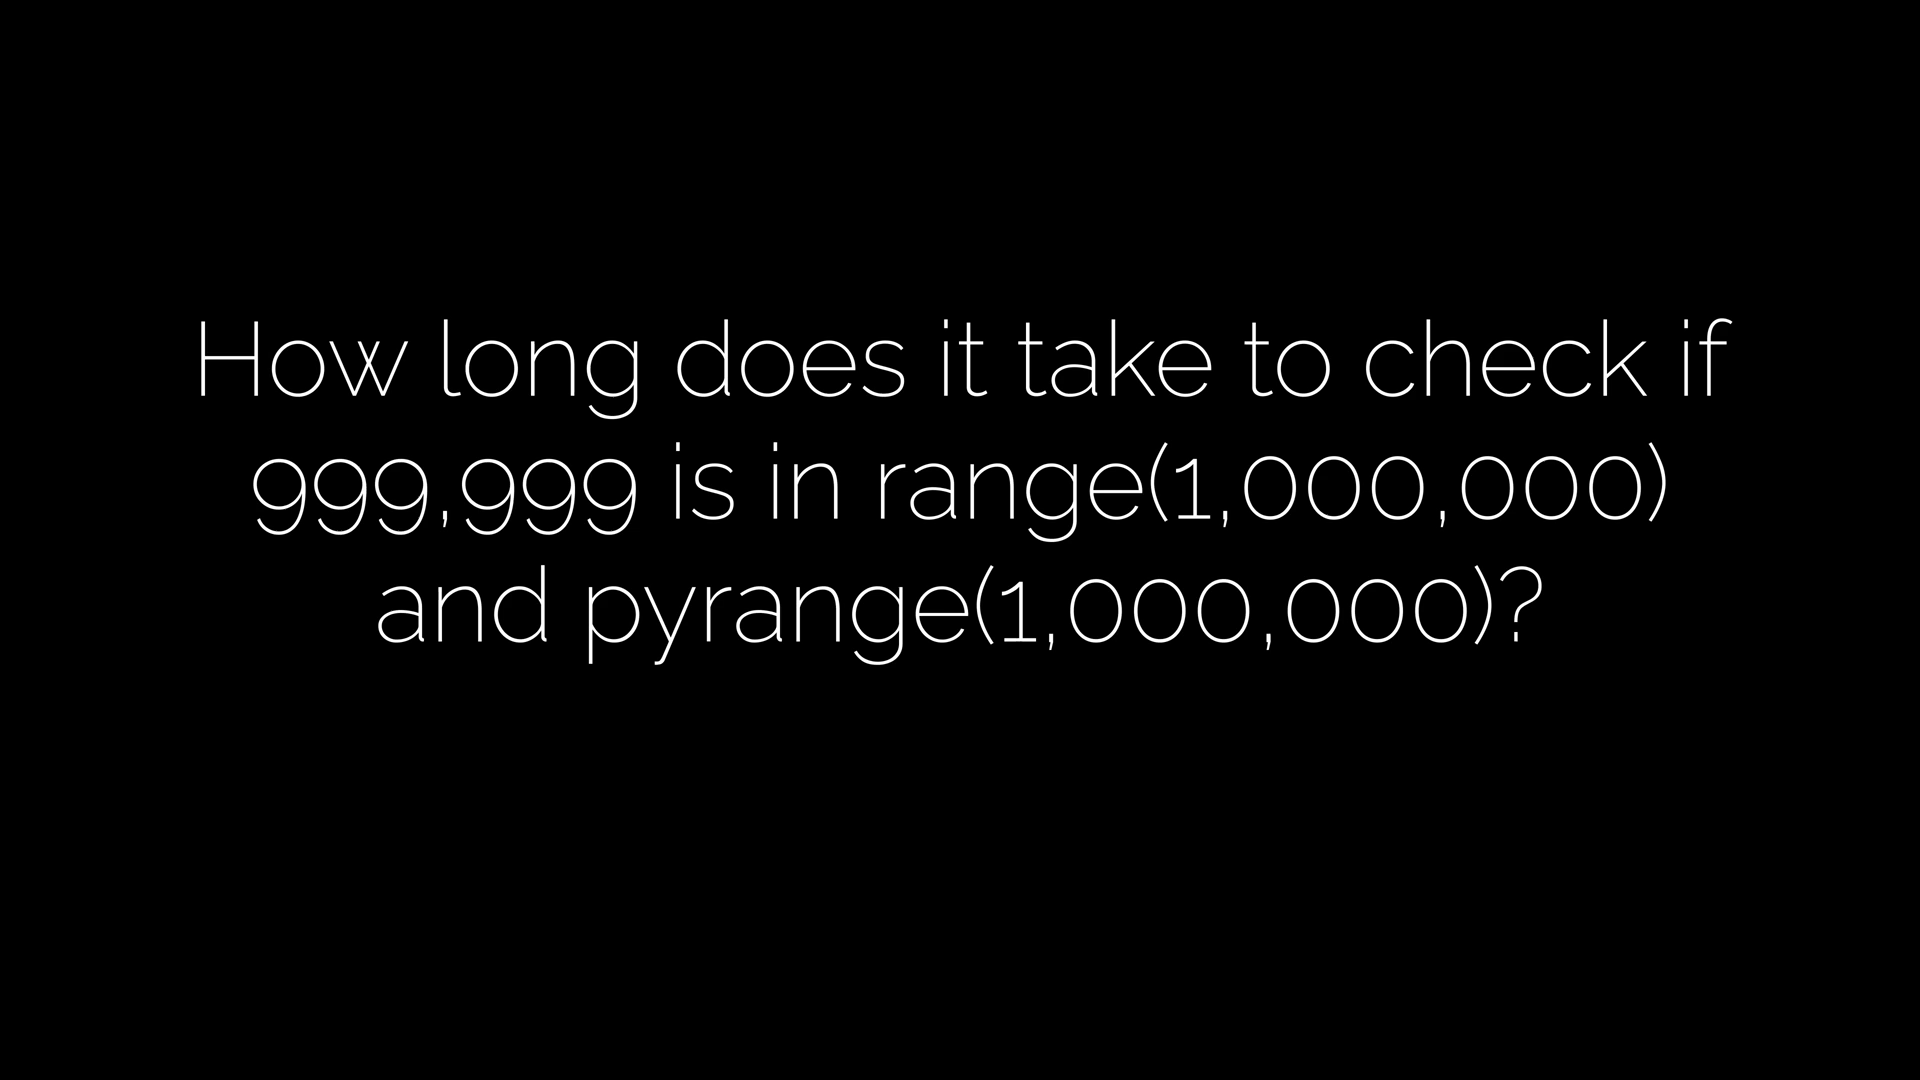 How long does it take to check if
999,999 is in range(1,000,000)
and pyrange(1,000,000)?